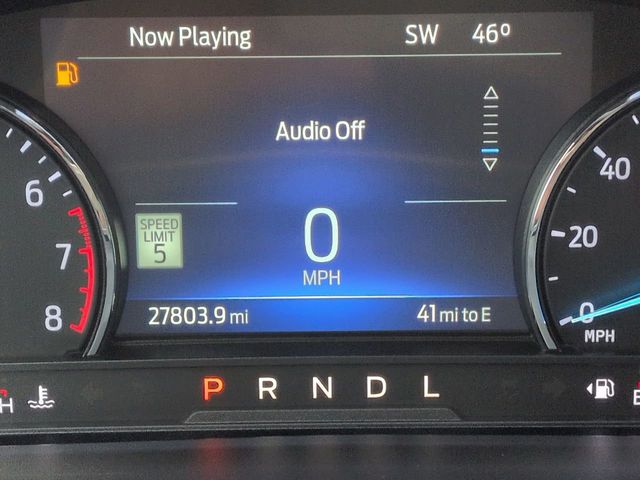 Now Playing SW 46°
Audio Off
6
7
8
SPEED
LIMIT
5
0
MPH
40
20
0
MPH
27803.9 mi 41 mi to E
H P R N D L E